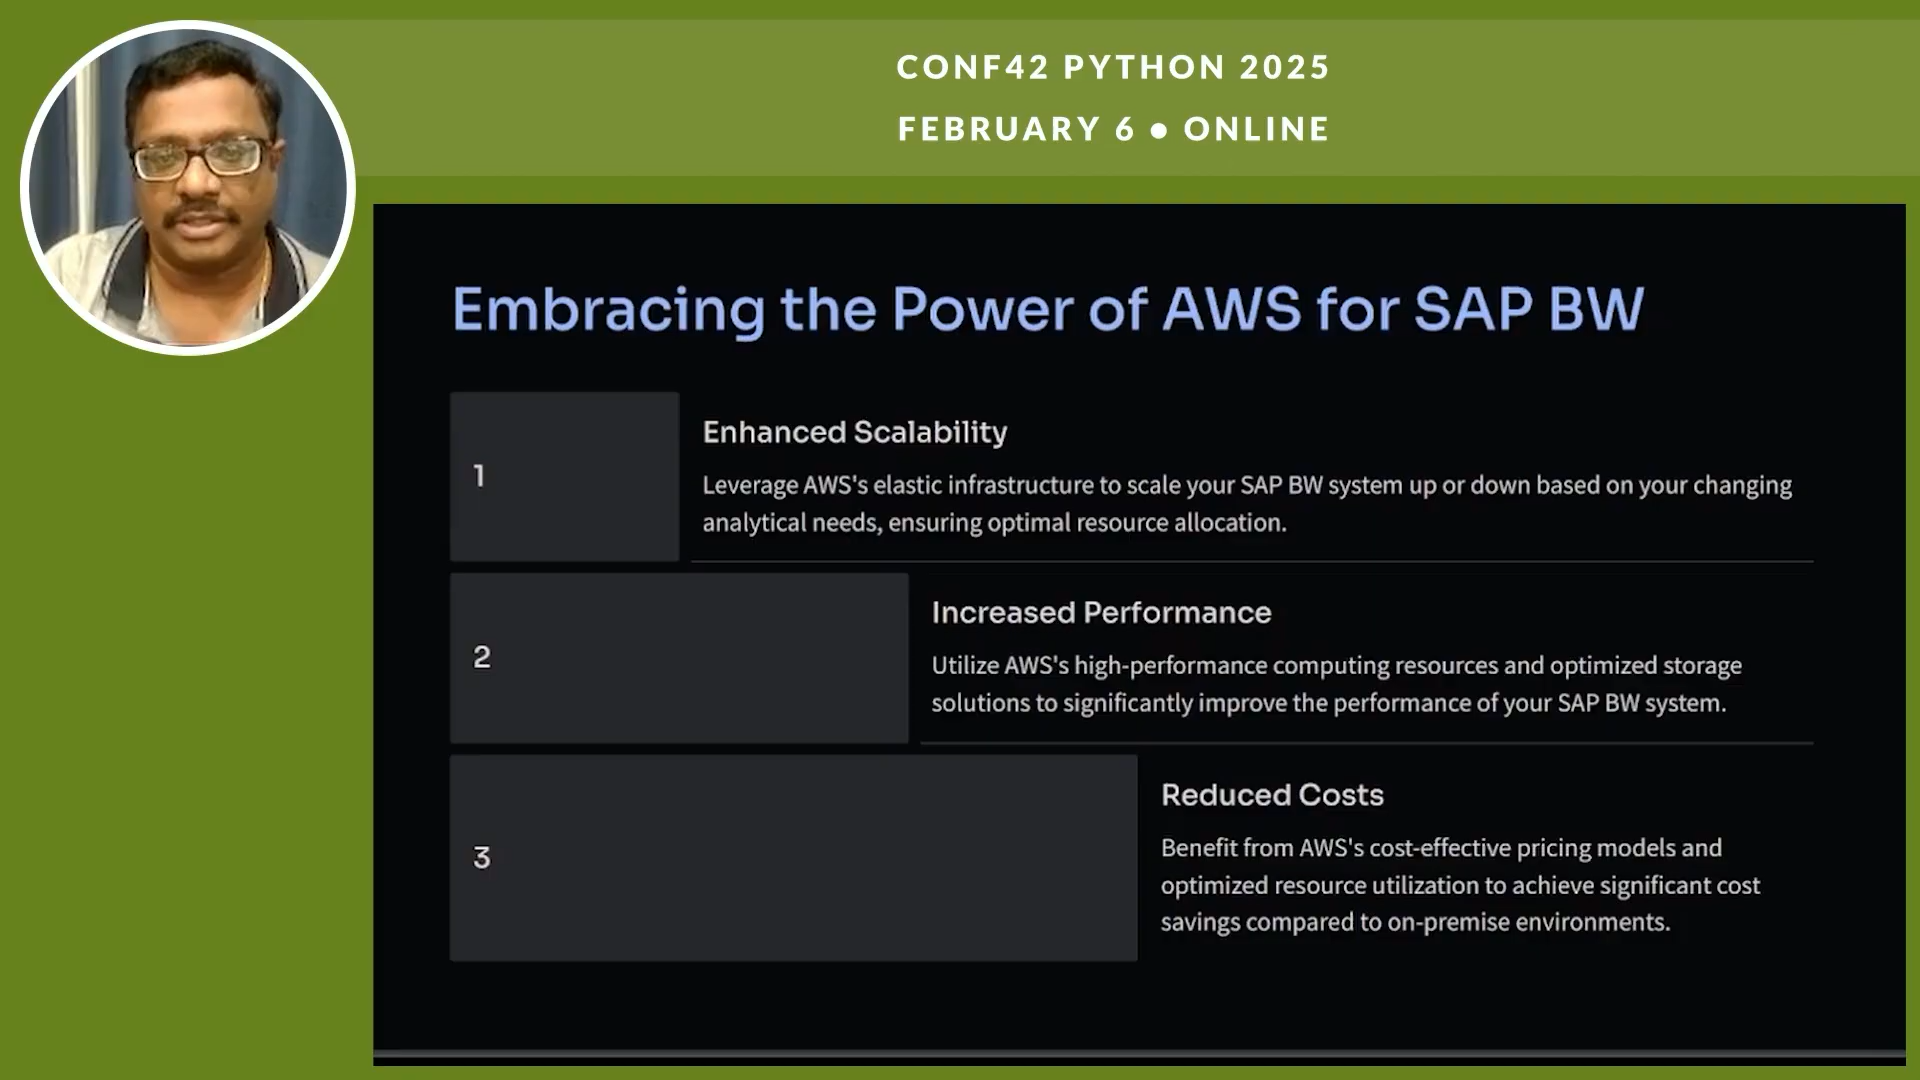 CONF42 PYTHON 2025
FEBRUARY 6 ● ONLINE
Embracing the Power of AWS for SAP BW
1
Enhanced Scalability
Leverage AWS's elastic infrastructure to scale your SAP BW system up or down based on your changing
analytical needs, ensuring optimal resource allocation.
2
Increased Performance
Utilize AWS's high-performance computing resources and optimized storage
solutions to significantly improve the performance of your SAP BW system.
3
Reduced Costs
Benefit from AWS's cost-effective pricing models and
optimized resource utilization to achieve significant cost
savings compared to on-premise environments.